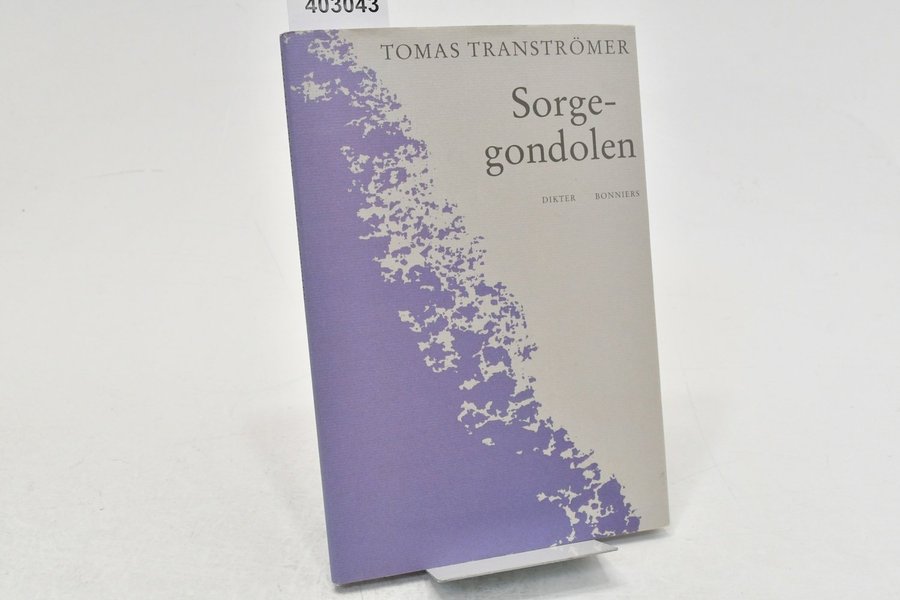 403043
TOMAS TRANSTRÖMER
Sorge-
gondolen
DIKTER BONNIERS